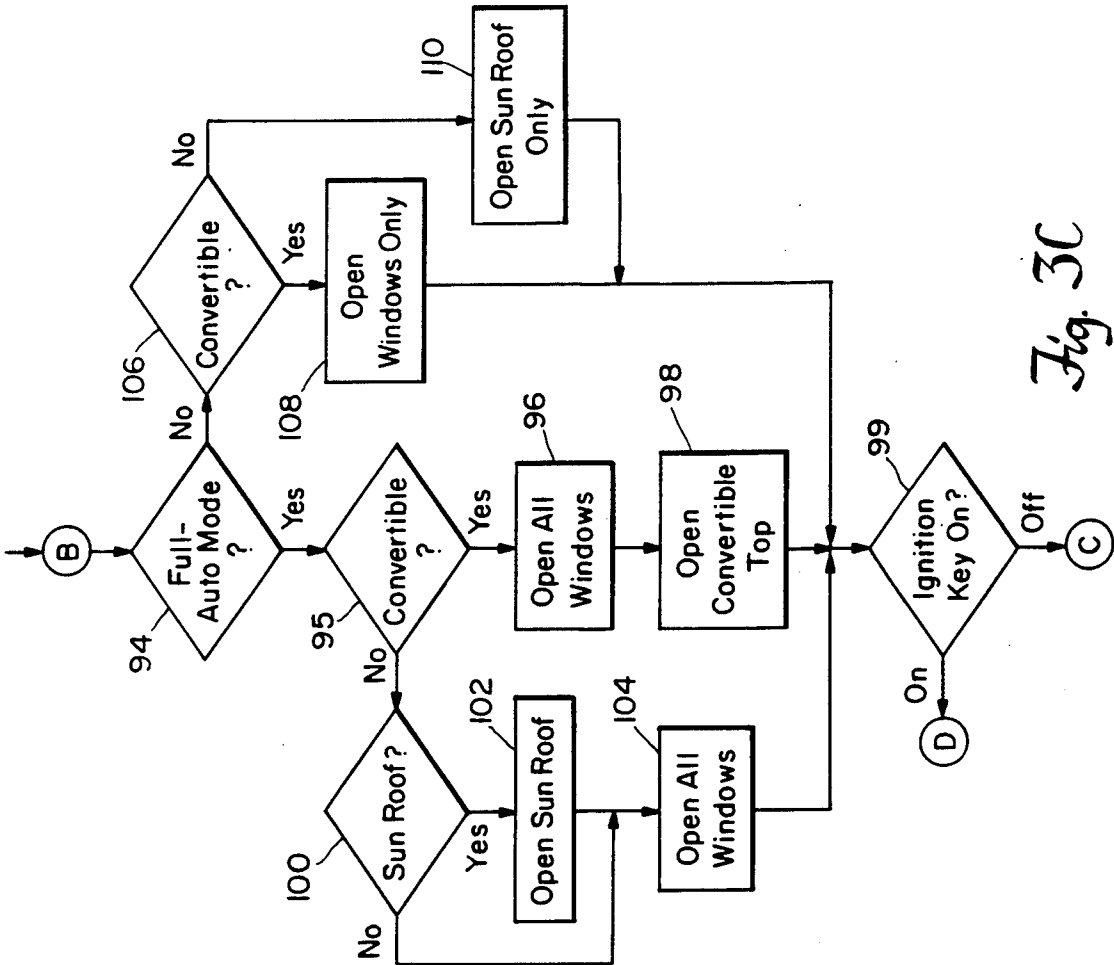 B
94
Full-
Auto Mode
?
No
Yes
106
Convertible
?
No
Yes
108
Open
Windows Only
110
Open Sun Roof
Only
95
Convertible
?
No
Yes
96
Open All
Windows
98
Open
Convertible
Top
100
Sun Roof?
No
Yes
102
Open Sun Roof
104
Open All
Windows
99
Ignition
Key On?
On
Off
D
C
Fig. 3C